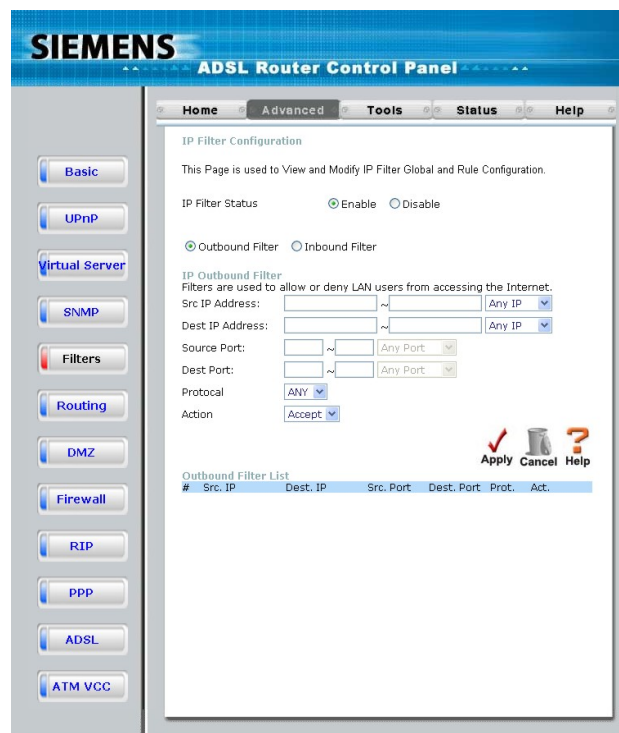 SIEMENS
ADSL Router Control Panel
Home Advanced Tools Status Help
IP Filter Configuration
This Page is used to View and Modify IP Filter Global and Rule Configuration.
IP Filter Status Enable Disable
Outbound Filter Inbound Filter
IP Outbound Filter
Filters are used to allow or deny LAN users from accessing the Internet.
Src IP Address: ~ Any IP
Dest IP Address: ~ Any IP
Source Port: ~ Any Port
Dest Port: ~ Any Port
Protocal ANY
Action Accept
Apply Cancel Help
Outbound Filter List
# Src. IP Dest. IP Src. Port Dest. Port Prot. Act.
Basic
UPnP
Virtual Server
SNMP
Filters
Routing
DMZ
Firewall
RIP
PPP
ADSL
ATM VCC